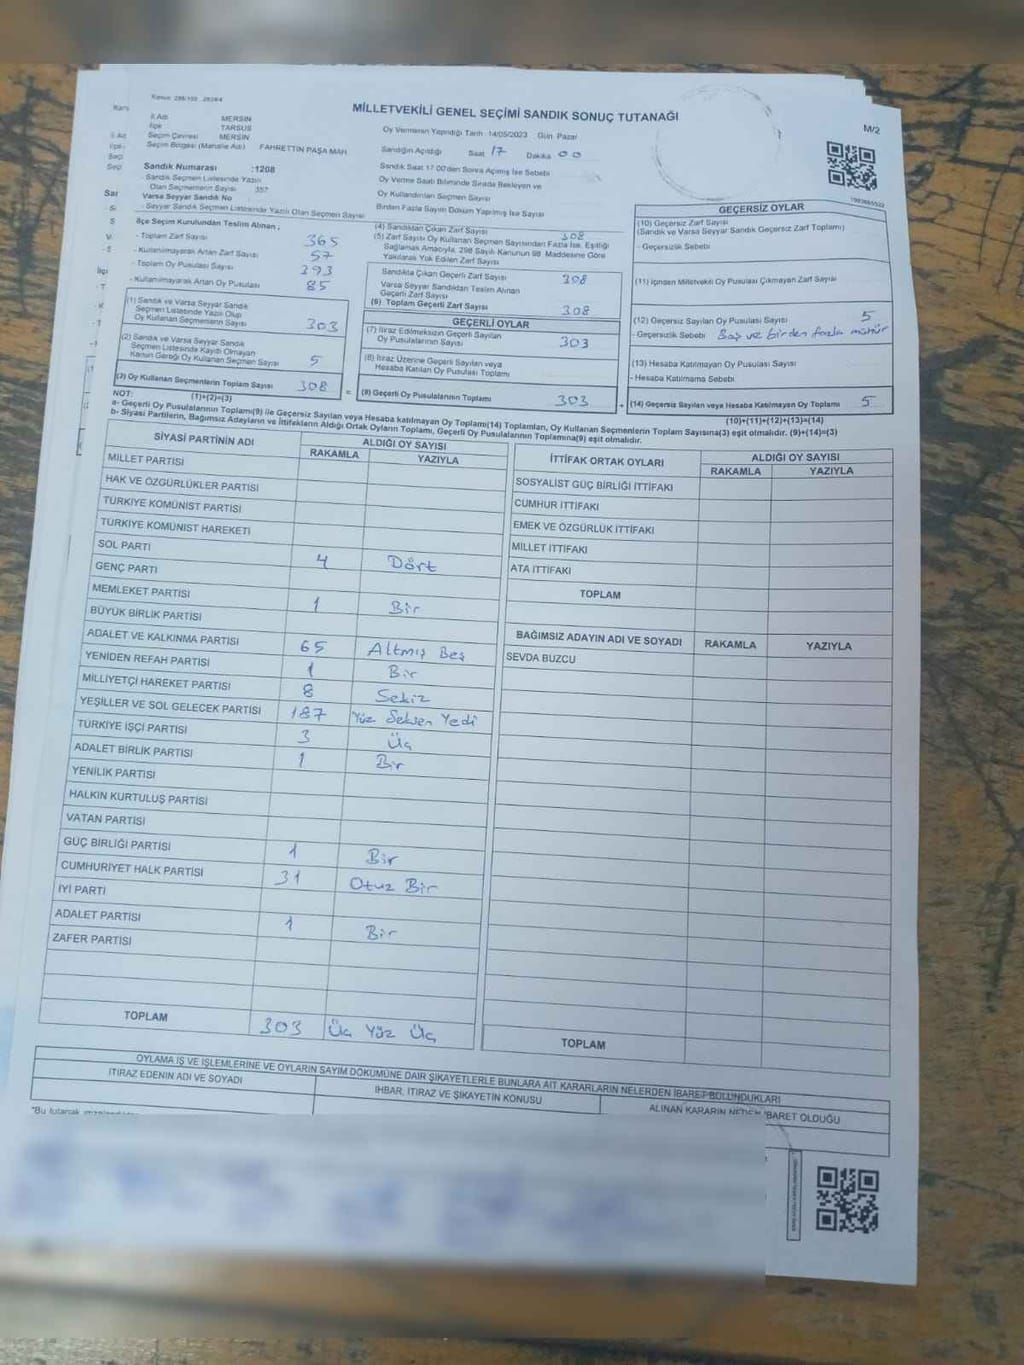 Kanun: 298/105 , 2839/4
MİLLETVEKİLİ GENEL SEÇİMİ SANDIK SONUÇ TUTANAĞI
M/2
İl Adı MERSİN
İlçe TARSUS
Seçim Çevresi MERSİN
Seçim Bölgesi (Mahalle Adı) FAHRETTİN PAŞA MAH
Sandık Numarası :1208
- Sandık Seçmen Listesinde Yazılı
Olan Seçmenlerin Sayısı 357
Varsa Seyyar Sandık No
- Seyyar Sandık Seçmen Listesinde Yazılı Olan Seçmen Sayısı
Oy Vermenin Yapıldığı Tarih 14/05/2023 Gün Pazar
Sandığın Açıldığı Saat 17 Dakika 00
Sandık Saat 17.00'den Sonra Açılmış İse Sebebi
Oy Verme Saati Bitiminde Sırada Bekleyen ve
Oy Kullandırılan Seçmen Sayısı
Birden Fazla Sayım Döküm Yapılmış İse Sayısı
İlçe Seçim Kurulundan Teslim Alınan ;
- Toplam Zarf Sayısı 365
- Kullanılmayarak Artan Zarf Sayısı 57
- Toplam Oy Pusulası Sayısı 393
- Kullanılmayarak Artan Oy Pusulası 85
(1) Sandık ve Varsa Seyyar Sandık
Seçmen Listesinde Yazılı Olup
Oy Kullanan Seçmenlerin Sayısı 303
(2) Sandık ve Varsa Seyyar Sandık
Seçmen Listesinde Kayıtlı Olmayan
Kanun Gereği Oy Kullanan Seçmen Sayısı 5
(3) Oy Kullanan Seçmenlerin Toplam Sayısı 308
(1)+(2)=(3)
(4) Sandıktan Çıkan Zarf Sayısı 308
(5) Zarf Sayısı Oy Kullanan Seçmen Sayısından Fazla İse, Eşitliği
Sağlamak Amacıyla, 298 Sayılı Kanunun 98. Maddesine Göre
Yakılarak Yok Edilen Zarf Sayısı
Sandıkta Çıkan Geçerli Zarf Sayısı 308
Varsa Seyyar Sandıktan Teslim Alınan
Geçerli Zarf Sayısı
(6) Toplam Geçerli Zarf Sayısı 308
GEÇERLİ OYLAR
(7) İtiraz Edilmeksizin Geçerli Sayılan
Oy Pusulalarının Sayısı 303
(8) İtiraz Üzerine Geçerli Sayılan veya
Hesaba Katılan Oy Pusulası Toplamı
= (9) Geçerli Oy Pusulalarının Toplamı 303 +
GEÇERSİZ OYLAR
(10) Geçersiz Zarf Sayısı
(Sandık ve Varsa Seyyar Sandık Geçersiz Zarf Toplamı)
- Geçersizlik Sebebi
(11) İçinden Milletvekili Oy Pusulası Çıkmayan Zarf Sayısı
(12) Geçersiz Sayılan Oy Pusulası Sayısı 5
- Geçersizlik Sebebi Boş ve birden fazla mühür
(13) Hesaba Katılmayan Oy Pusulası Sayısı
- Hesaba Katılmama Sebebi
(14) Geçersiz Sayılan veya Hesaba Katılmayan Oy Toplamı 5
(10)+(11)+(12)+(13)=(14)
NOT:
a- Geçerli Oy Pusulalarının Toplamı(9) ile Geçersiz Sayılan veya Hesaba katılmayan Oy Toplamı(14) Toplamları, Oy Kullanan Seçmenlerin Toplam Sayısına(3) eşit olmalıdır. (9)+(14)=(3)
b- Siyasi Partilerin, Bağımsız Adayların ve İttifakların Aldığı Ortak Oyların Toplamı, Geçerli Oy Pusulalarının Toplamına(9) eşit olmalıdır.
SİYASİ PARTİNİN ADI ALDIĞI OY SAYISI
RAKAMLA YAZIYLA
MİLLET PARTİSİ
HAK VE ÖZGÜRLÜKLER PARTİSİ
TÜRKİYE KOMÜNİST PARTİSİ
TÜRKİYE KOMÜNİST HAREKETİ
SOL PARTİ 4 Dört
GENÇ PARTİ
MEMLEKET PARTİSİ 1 Bir
BÜYÜK BİRLİK PARTİSİ
ADALET VE KALKINMA PARTİSİ 65 Altmış Beş
YENİDEN REFAH PARTİSİ 1 Bir
MİLLİYETÇİ HAREKET PARTİSİ 8 Sekiz
YEŞİLLER VE SOL GELECEK PARTİSİ 187 Yüz Seksen Yedi
TÜRKİYE İŞÇİ PARTİSİ 3 Üç
ADALET BİRLİK PARTİSİ 1 Bir
YENİLİK PARTİSİ
HALKIN KURTULUŞ PARTİSİ
VATAN PARTİSİ
GÜÇ BİRLİĞİ PARTİSİ 1 Bir
CUMHURİYET HALK PARTİSİ 31 Otuz Bir
İYİ PARTİ
ADALET PARTİSİ 1 Bir
ZAFER PARTİSİ
TOPLAM 303 Üç Yüz Üç
İTTİFAK ORTAK OYLARI ALDIĞI OY SAYISI
RAKAMLA YAZIYLA
SOSYALİST GÜÇ BİRLİĞİ İTTİFAKI
CUMHUR İTTİFAKI
EMEK VE ÖZGÜRLÜK İTTİFAKI
MİLLET İTTİFAKI
ATA İTTİFAKI
TOPLAM
BAĞIMSIZ ADAYIN ADI VE SOYADI RAKAMLA YAZIYLA
SEVDA BUZCU
TOPLAM
OYLAMA İŞ VE İŞLEMLERİNE VE OYLARIN SAYIM DÖKÜMÜNE DAİR ŞİKAYETLERLE BUNLARA AİT KARARLARIN NELERDEN İBARET BULUNDUKLARI
İTİRAZ EDENİN ADI VE SOYADI İHBAR, İTİRAZ VE ŞİKAYETİN KONUSU ALINAN KARARIN NEDEN İBARET OLDUĞU
"Bu tutanak